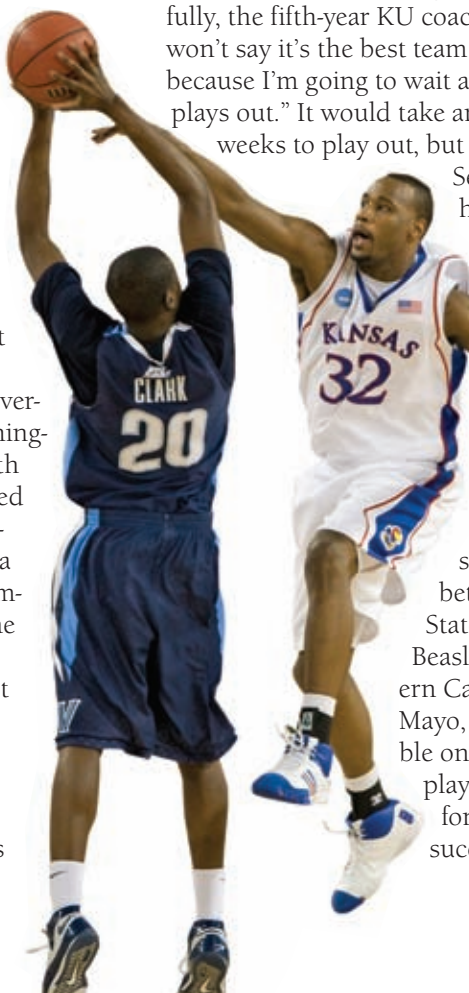 fully, the fifth-year KU coac
won't say it's the best team
because I'm going to wait a
plays out.” It would take an
weeks to play out, but
h
t
ver-
ning-
th
ed
-
a
m-
ne
t
s
CLARK
20
KANSAS
32
V
s
bet
Stat
Beasl
ern Ca
Mayo,
ble on
play
for
succ